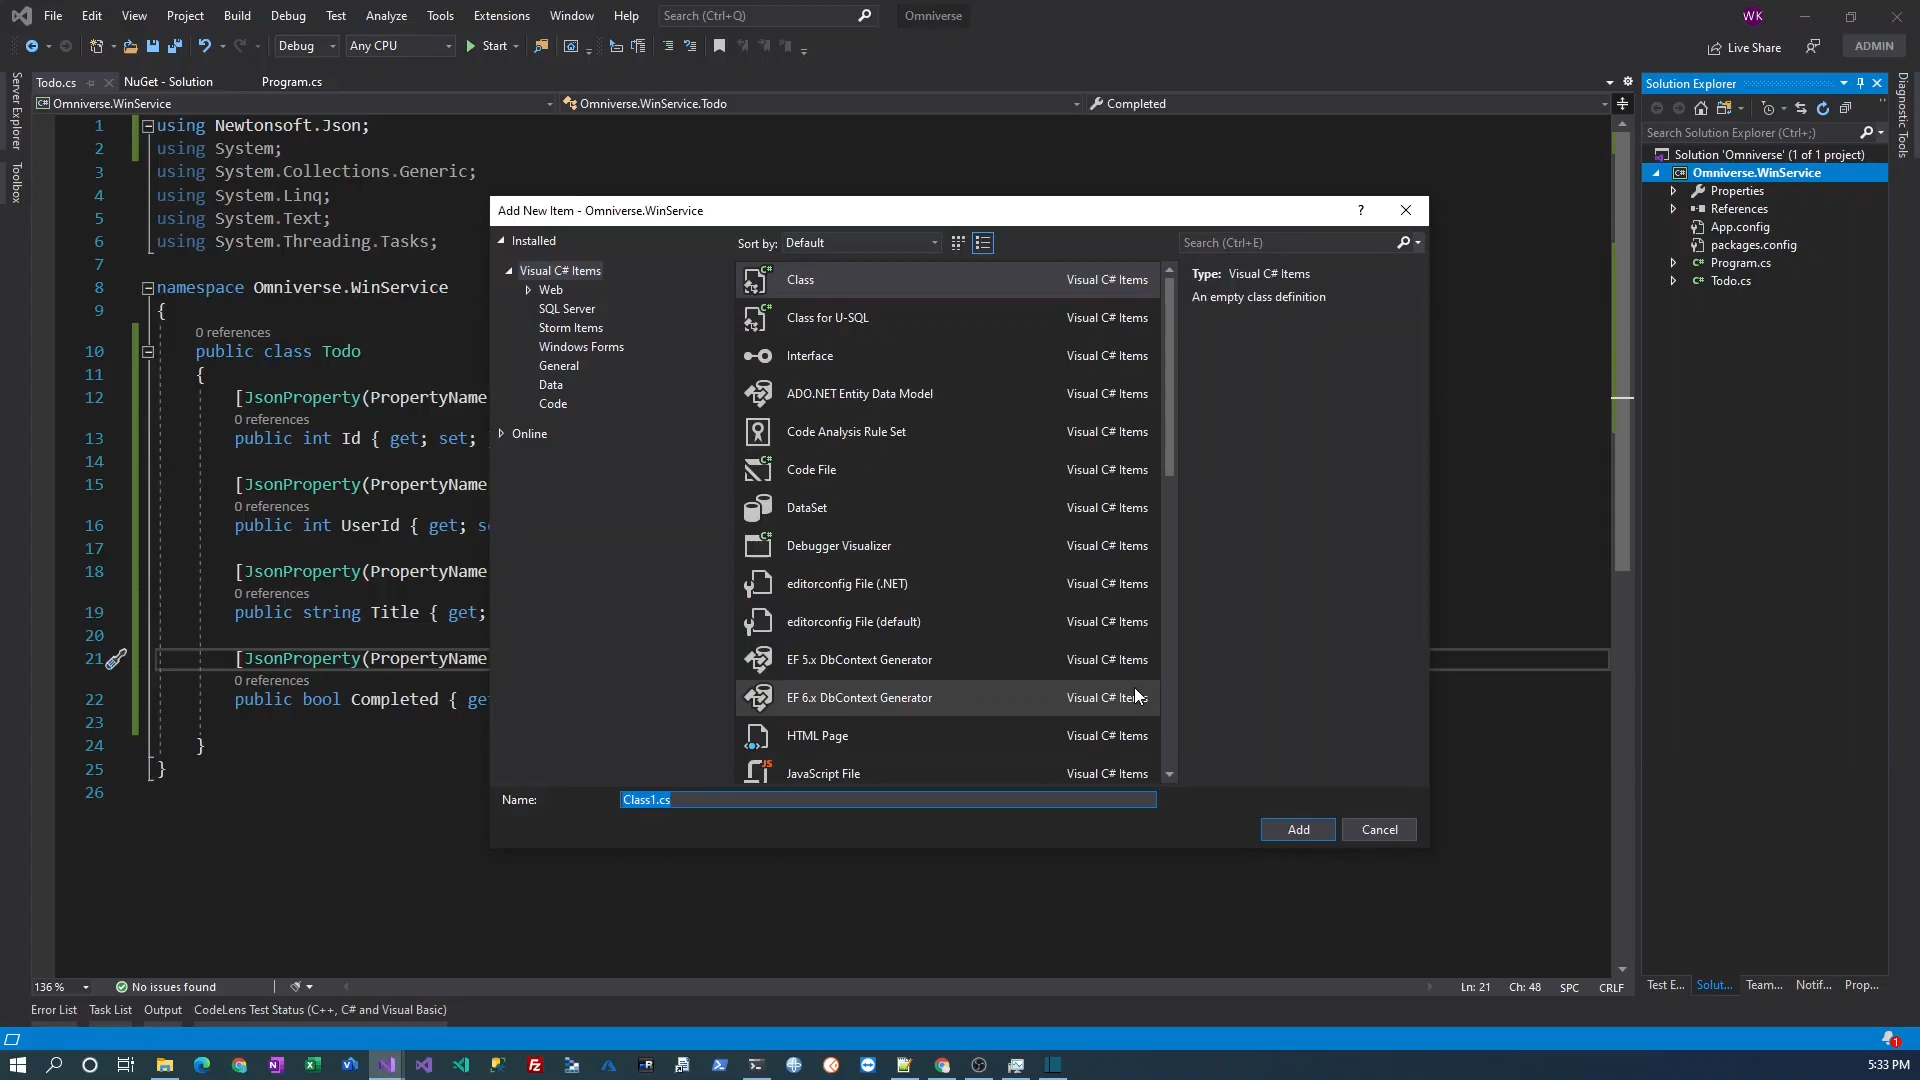 File Edit View Project Build Debug Test Analyze Tools Extensions Window Help Search (Ctrl+Q) Omniverse WK
Debug Any CPU Start Live Share ADMIN
Todo.cs NuGet - Solution Program.cs
Omniverse.WinService Omniverse.WinService.Todo Completed
Server Explorer
Toolbox
1 using Newtonsoft.Json;
2 using System;
3 using System.Collections.Generic;
4 using System.Linq;
5 using System.Text;
6 using System.Threading.Tasks;
7
8 namespace Omniverse.WinService
9 {
0 references
10 public class Todo
11 {
12 [JsonProperty(PropertyName
0 references
13 public int Id { get; set;
14
15 [JsonProperty(PropertyName
0 references
16 public int UserId { get; s
17
18 [JsonProperty(PropertyName
0 references
19 public string Title { get;
20
21 [JsonProperty(PropertyName
0 references
22 public bool Completed { ge
23
24 }
25 }
26
Add New Item - Omniverse.WinService ?
Installed
Visual C# Items
Web
SQL Server
Storm Items
Windows Forms
General
Data
Code
Online
Sort by: Default
Search (Ctrl+E)
Class Visual C# Items
Class for U-SQL Visual C# Items
Interface Visual C# Items
ADO.NET Entity Data Model Visual C# Items
Code Analysis Rule Set Visual C# Items
Code File Visual C# Items
DataSet Visual C# Items
Debugger Visualizer Visual C# Items
editorconfig File (.NET) Visual C# Items
editorconfig File (default) Visual C# Items
EF 5.x DbContext Generator Visual C# Items
EF 6.x DbContext Generator Visual C# Items
HTML Page Visual C# Items
JavaScript File Visual C# Items
Type: Visual C# Items
An empty class definition
Name: Class1.cs
Add Cancel
Solution Explorer
Search Solution Explorer (Ctrl+;)
Solution 'Omniverse' (1 of 1 project)
Omniverse.WinService
Properties
References
App.config
packages.config
Program.cs
Todo.cs
Diagnostic Tools
Test E... Solut... Team... Notif... Prop...
136 % No issues found Ln: 21 Ch: 48 SPC CRLF
Error List Task List Output CodeLens Test Status (C++, C# and Visual Basic)
1
5:33 PM